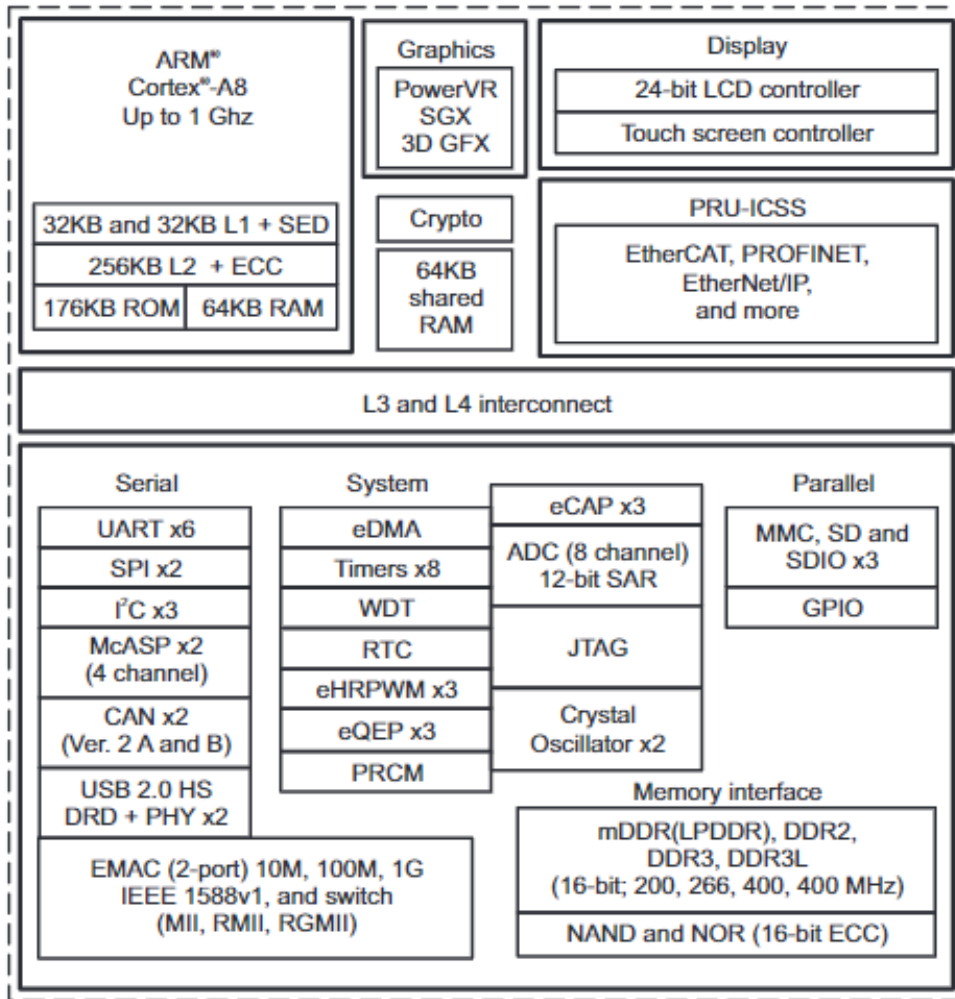 ARM®
Cortex®-A8
Up to 1 Ghz
32KB and 32KB L1 + SED
256KB L2 + ECC
176KB ROM
64KB RAM
Graphics
PowerVR
SGX
3D GFX
Crypto
64KB
shared
RAM
Display
24-bit LCD controller
Touch screen controller
PRU-ICSS
EtherCAT, PROFINET,
EtherNet/IP,
and more
L3 and L4 interconnect
Serial
UART x6
SPI x2
I²C x3
McASP x2
(4 channel)
CAN x2
(Ver. 2 A and B)
USB 2.0 HS
DRD + PHY x2
EMAC (2-port) 10M, 100M, 1G
IEEE 1588v1, and switch
(MII, RMII, RGMII)
System
eDMA
Timers x8
WDT
RTC
eHRPWM x3
eQEP x3
PRCM
eCAP x3
ADC (8 channel)
12-bit SAR
JTAG
Crystal
Oscillator x2
Parallel
MMC, SD and
SDIO x3
GPIO
Memory interface
mDDR(LPDDR), DDR2,
DDR3, DDR3L
(16-bit; 200, 266, 400, 400 MHz)
NAND and NOR (16-bit ECC)